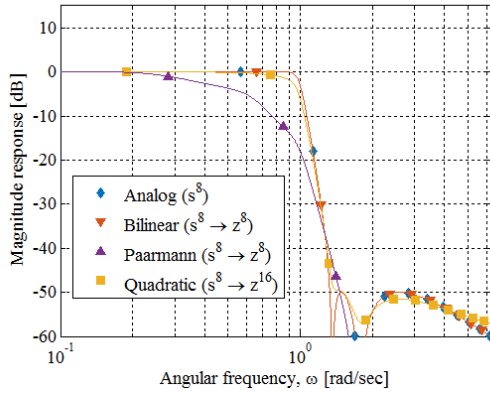 10
0
-10
-20
-30
-40
-50
-60
Magnitude response [dB]
Analog (s⁸)
Bilinear (s⁸ → z⁸)
Paarmann (s⁸ → z⁸)
Quadratic (s⁸ → z¹⁶)
10⁻¹
10⁰
Angular frequency, ω [rad/sec]